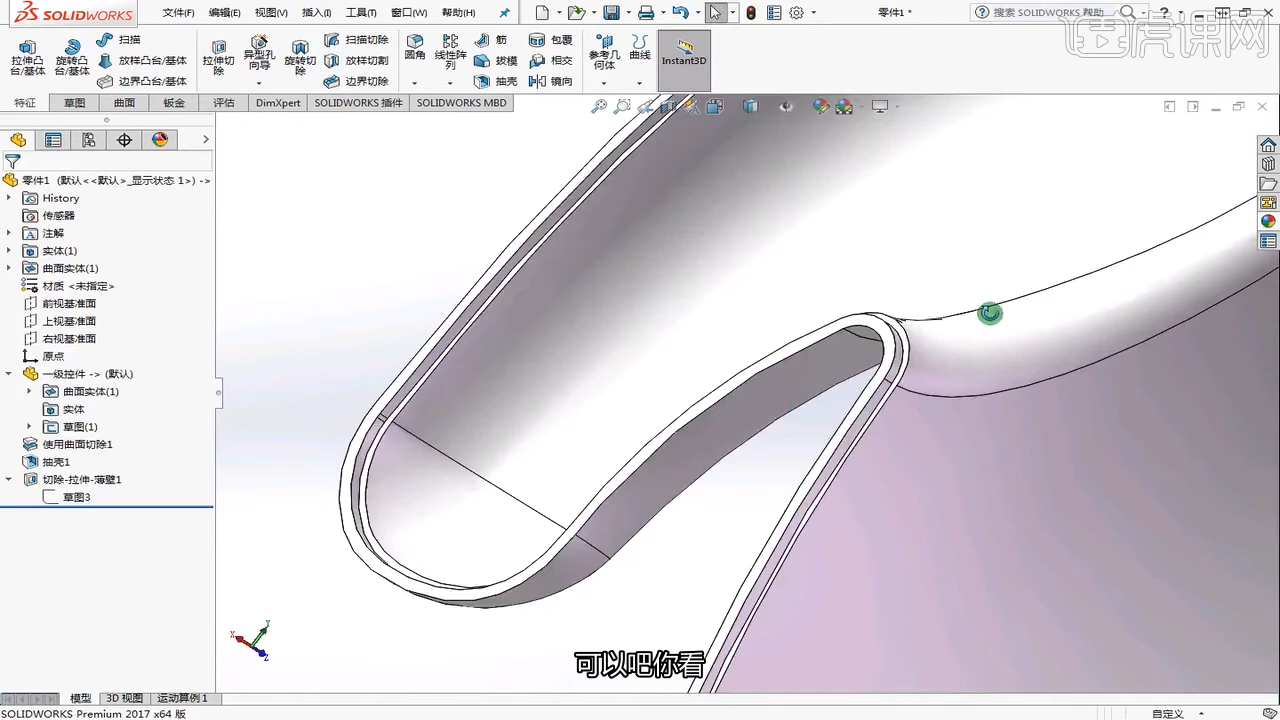 SOLIDWORKS 文件(F) 编辑(E) 视图(V) 插入(I) 工具(T) 窗口(W) 帮助(H) 零件1 * 搜索 SOLIDWORKS 帮助
虎课网
拉伸凸台/基体 旋转凸台/基体 扫描 放样凸台/基体 边界凸台/基体 拉伸切除 异型孔向导 旋转切除 扫描切除 放样切割 边界切除 圆角 线性阵列 筋 拔模 抽壳 包覆 相交 镜向 参考几何体 曲线 Instant3D
特征 草图 曲面 钣金 评估 DimXpert SOLIDWORKS 插件 SOLIDWORKS MBD
零件1 (默认<<默认>_显示状态 1>) ->
History
传感器
注解
实体(1)
曲面实体(1)
材质 <未指定>
前视基准面
上视基准面
右视基准面
原点
一级控件 -> (默认)
曲面实体(1)
实体
草图(1)
使用曲面切除1
抽壳1
切除-拉伸-薄壁1
草图3
Y
X
Z
可以吧你看
模型 3D 视图 运动算例 1
SOLIDWORKS Premium 2017 x64 版 自定义